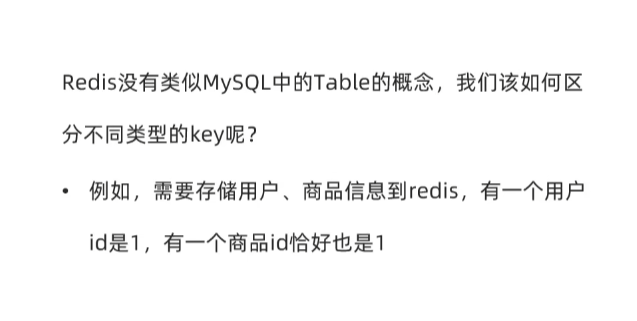 Redis没有类似MySQL中的Table的概念，我们该如何区
分不同类型的key呢？
• 例如，需要存储用户、商品信息到redis，有一个用户
id是1，有一个商品id恰好也是1